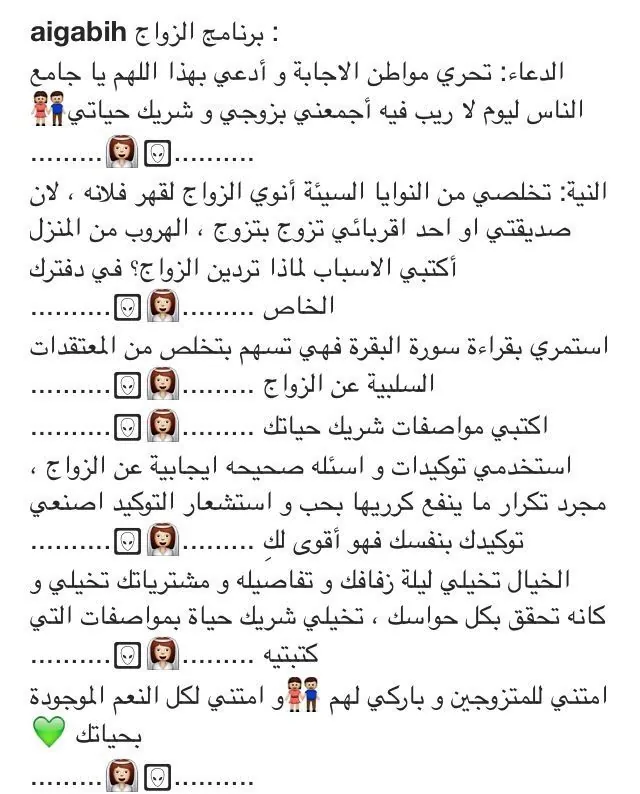 aigabih برنامج الزواج :
الدعاء: تحري مواطن الاجابة و أدعي بهذا اللهم يا جامع
الناس ليوم لا ريب فيه أجمعني بزوجي و شريك حياتي👫
..........👽👰.........
النية: تخلصي من النوايا السيئة أنوي الزواج لقهر فلانه ، لان
صديقتي او احد اقربائي تزوج بتزوج ، الهروب من المنزل
أكتبي الاسباب لماذا تردين الزواج؟ في دفترك
الخاص .........👰👽..........
استمري بقراءة سورة البقرة فهي تسهم بتخلص من المعتقدات
السلبية عن الزواج .........👰👽..........
اكتبي مواصفات شريك حياتك .........👰👽..........
استخدمي توكيدات و اسئله صحيحه ايجابية عن الزواج ،
مجرد تكرار ما ينفع كرريها بحب و استشعار التوكيد اصنعي
توكيدك بنفسك فهو أقوى لكِ .........👰👽..........
الخيال تخيلي ليلة زفافك و تفاصيله و مشترياتك تخيلي و
كانه تحقق بكل حواسك ، تخيلي شريك حياة بمواصفات التي
كتبتيه .........👰👽..........
امتني للمتزوجين و باركي لهم 👫و امتني لكل النعم الموجودة
بحياتك 💚
..........👽👰.........